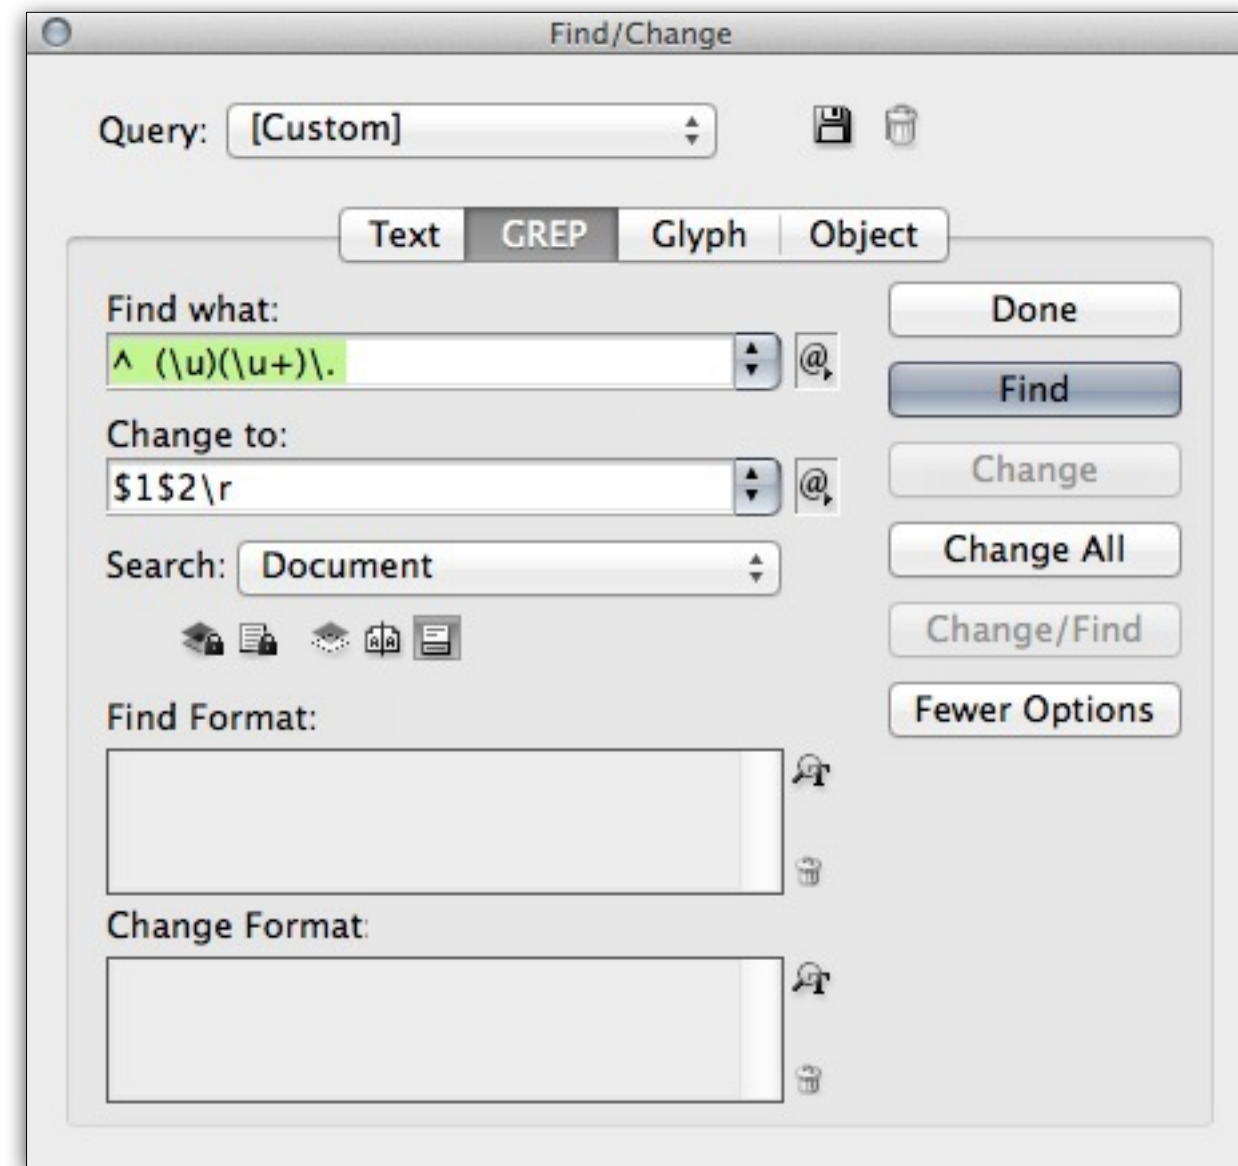 Find/Change
Query: [Custom]
Text GREP Glyph Object
Find what:
^ (\u)(\u+)\.
Change to:
$1$2\r
Search: Document
Find Format:
Change Format:
Done
Find
Change
Change All
Change/Find
Fewer Options